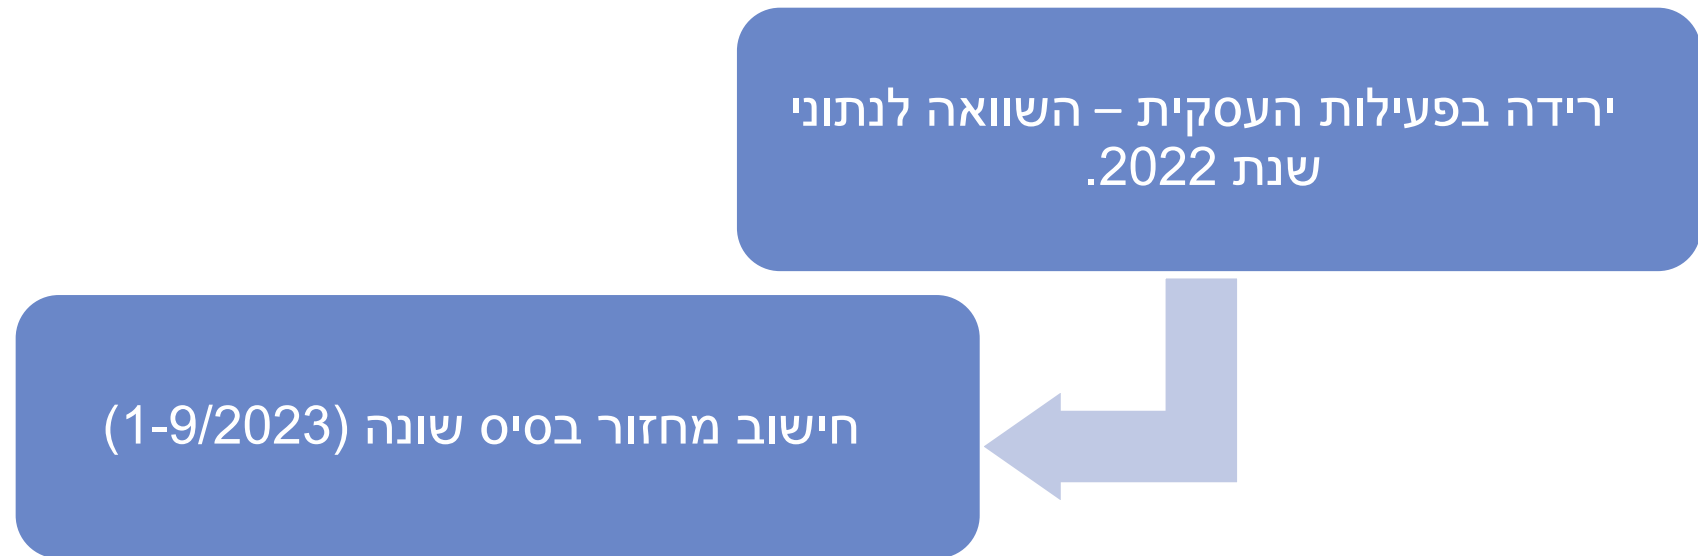 ירידה בפעילות העסקית – השוואה לנתוני
שנת 2022.
חישוב מחזור בסיס שונה (1-9/2023)